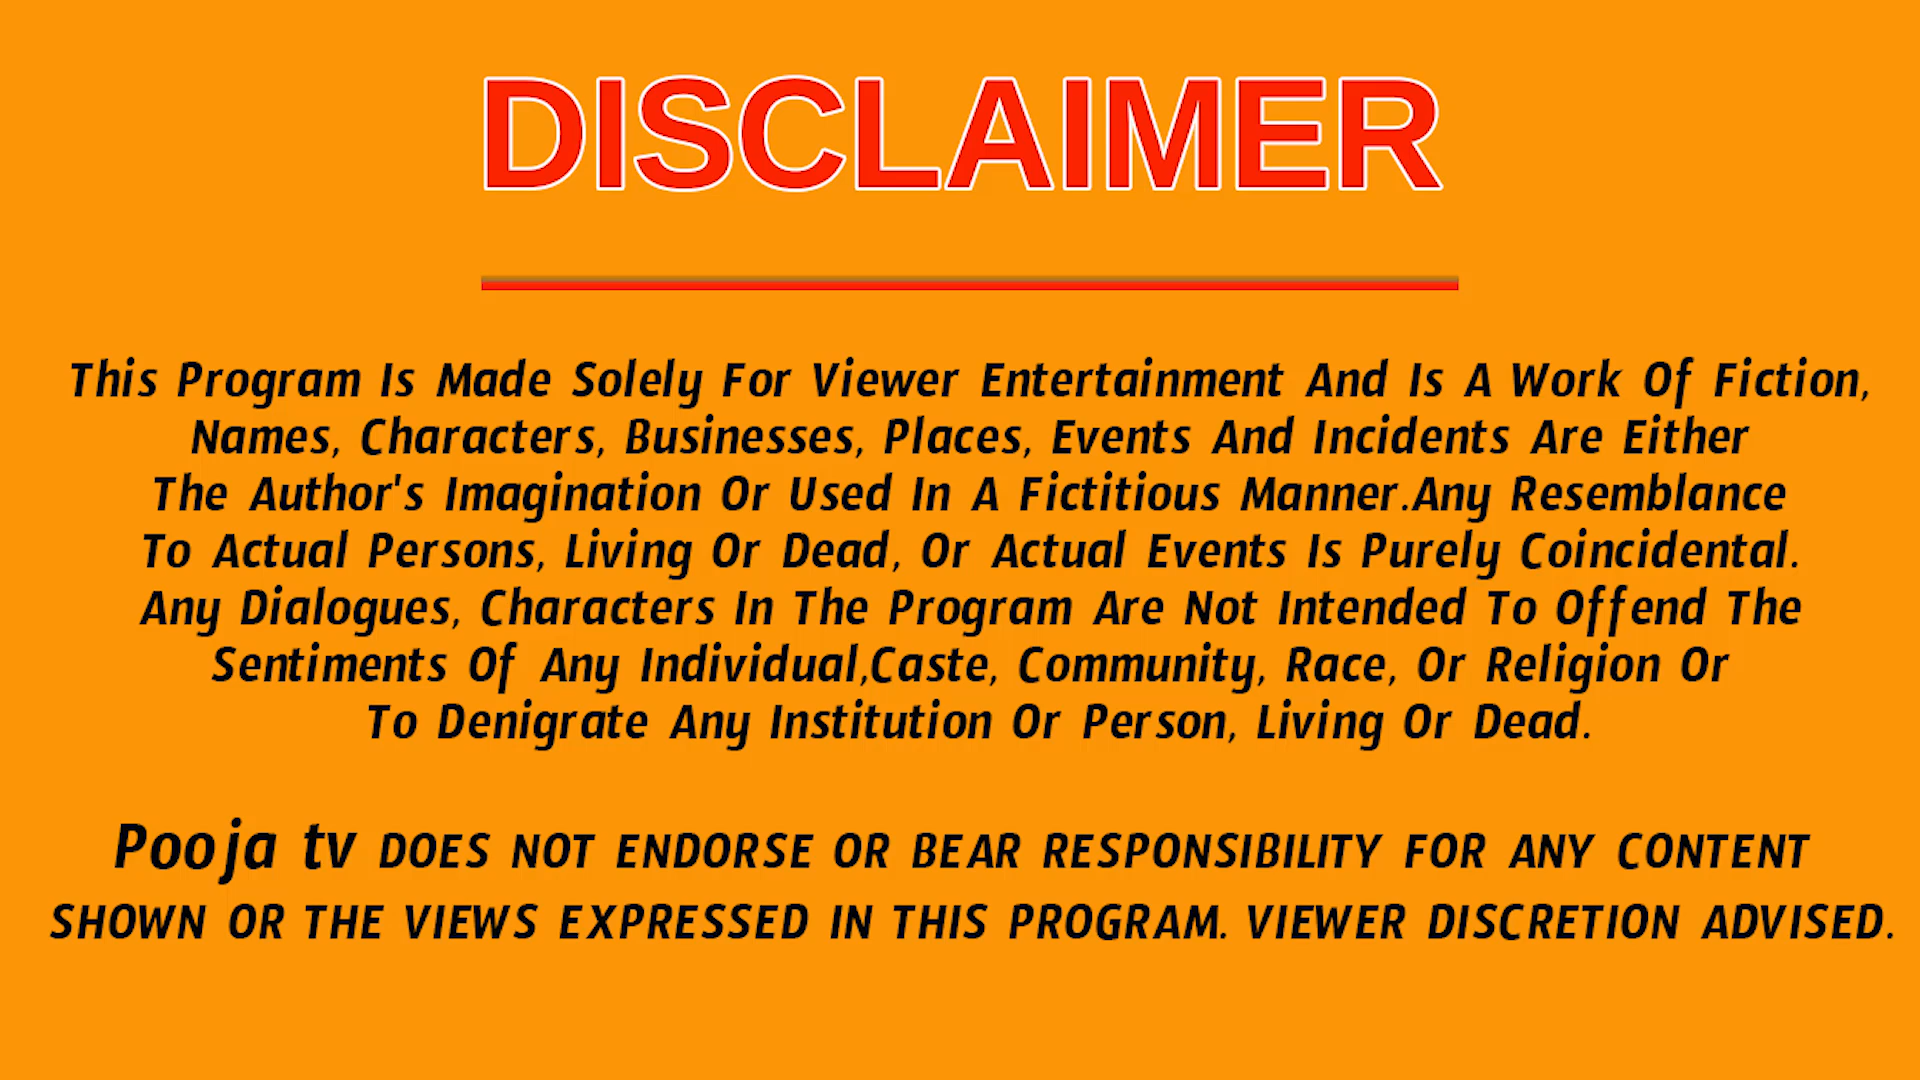 DISCLAIMER
This Program Is Made Solely For Viewer Entertainment And Is A Work Of Fiction,
Names, Characters, Businesses, Places, Events And Incidents Are Either
The Author's Imagination Or Used In A Fictitious Manner.Any Resemblance
To Actual Persons, Living Or Dead, Or Actual Events Is Purely Coincidental.
Any Dialogues, Characters In The Program Are Not Intended To Offend The
Sentiments Of Any Individual,Caste, Community, Race, Or Religion Or
To Denigrate Any Institution Or Person, Living Or Dead.
Pooja tv DOES NOT ENDORSE OR BEAR RESPONSIBILITY FOR ANY CONTENT
SHOWN OR THE VIEWS EXPRESSED IN THIS PROGRAM. VIEWER DISCRETION ADVISED.